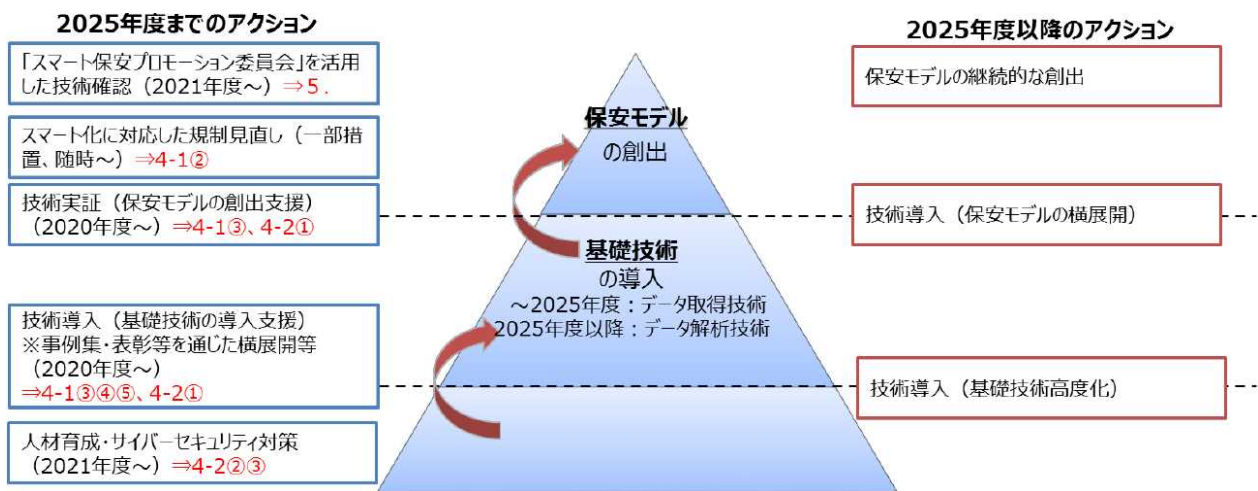 2025年度までのアクション
「スマート保安プロモーション委員会」を活用
した技術確認（2021年度～）⇒5．
スマート化に対応した規制見直し（一部措
置、随時～）⇒4-1②
技術実証（保安モデルの創出支援）
（2020年度～）⇒4-1③、4-2①
技術導入（基礎技術の導入支援）
※事例集・表彰等を通じた横展開等
（2020年度～）
⇒4-1③④⑤、4-2①
人材育成・サイバーセキュリティ対策
（2021年度～）⇒4-2②③
保安モデル
の創出
基礎技術
の導入
～2025年度：データ取得技術
2025年度以降：データ解析技術
2025年度以降のアクション
保安モデルの継続的な創出
技術導入（保安モデルの横展開）
技術導入（基礎技術高度化）